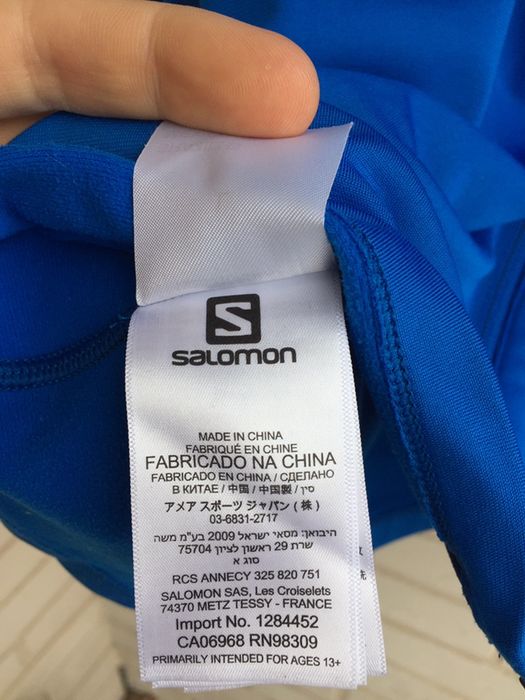 S
salomon
MADE IN CHINA
FABRIQUÉ EN CHINE
FABRICADO NA CHINA
FABRICADO EN CHINA / СДЕЛАНО
В КИТАЕ / 中国 / 中国製 / סין
アメア スポーツ ジャパン (株)
03-6831-2717
היבואן: מסאי ישראל 2009 בע"מ משה
שרת 29 ראשון לציון 75704
סוג א
RCS ANNECY 325 820 751
SALOMON SAS, Les Croiselets
74370 METZ TESSY - FRANCE
Import No. 1284452
CA06968 RN98309
PRIMARILY INTENDED FOR AGES 13+